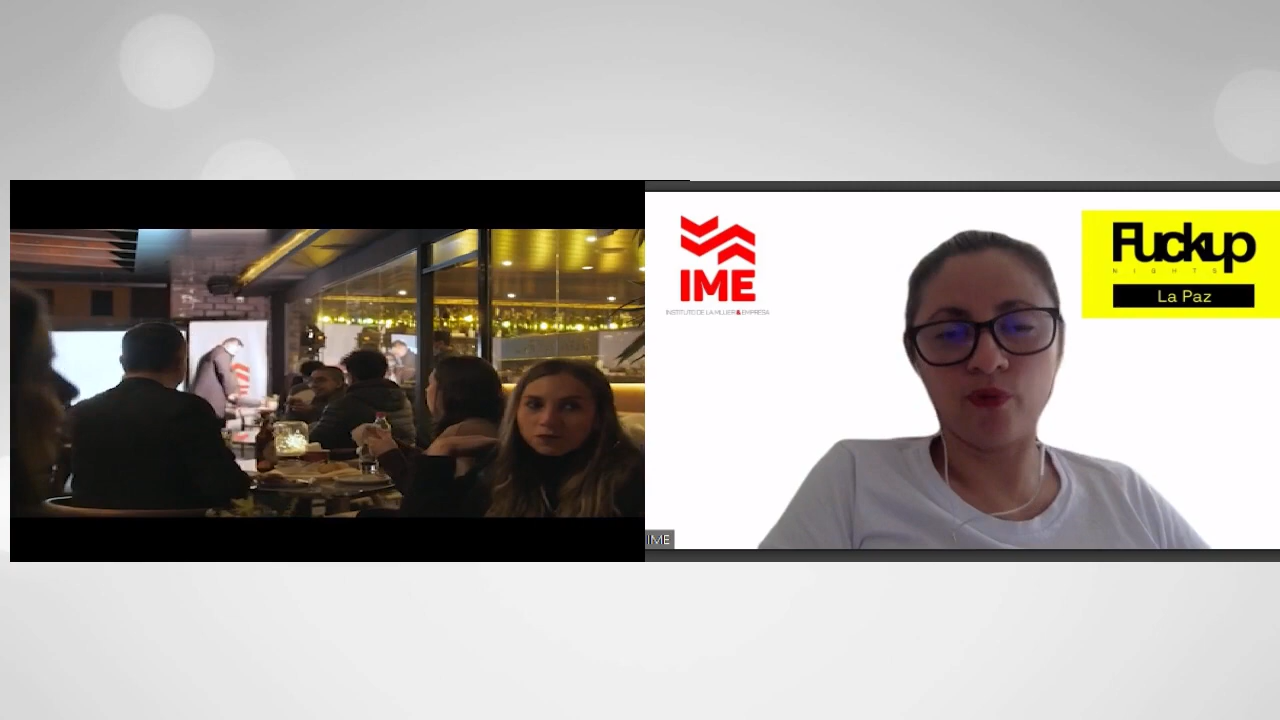 IME
INSTITUTO DE LA MUJER & EMPRESA
Fuckup
NIGHTS
La Paz
IME